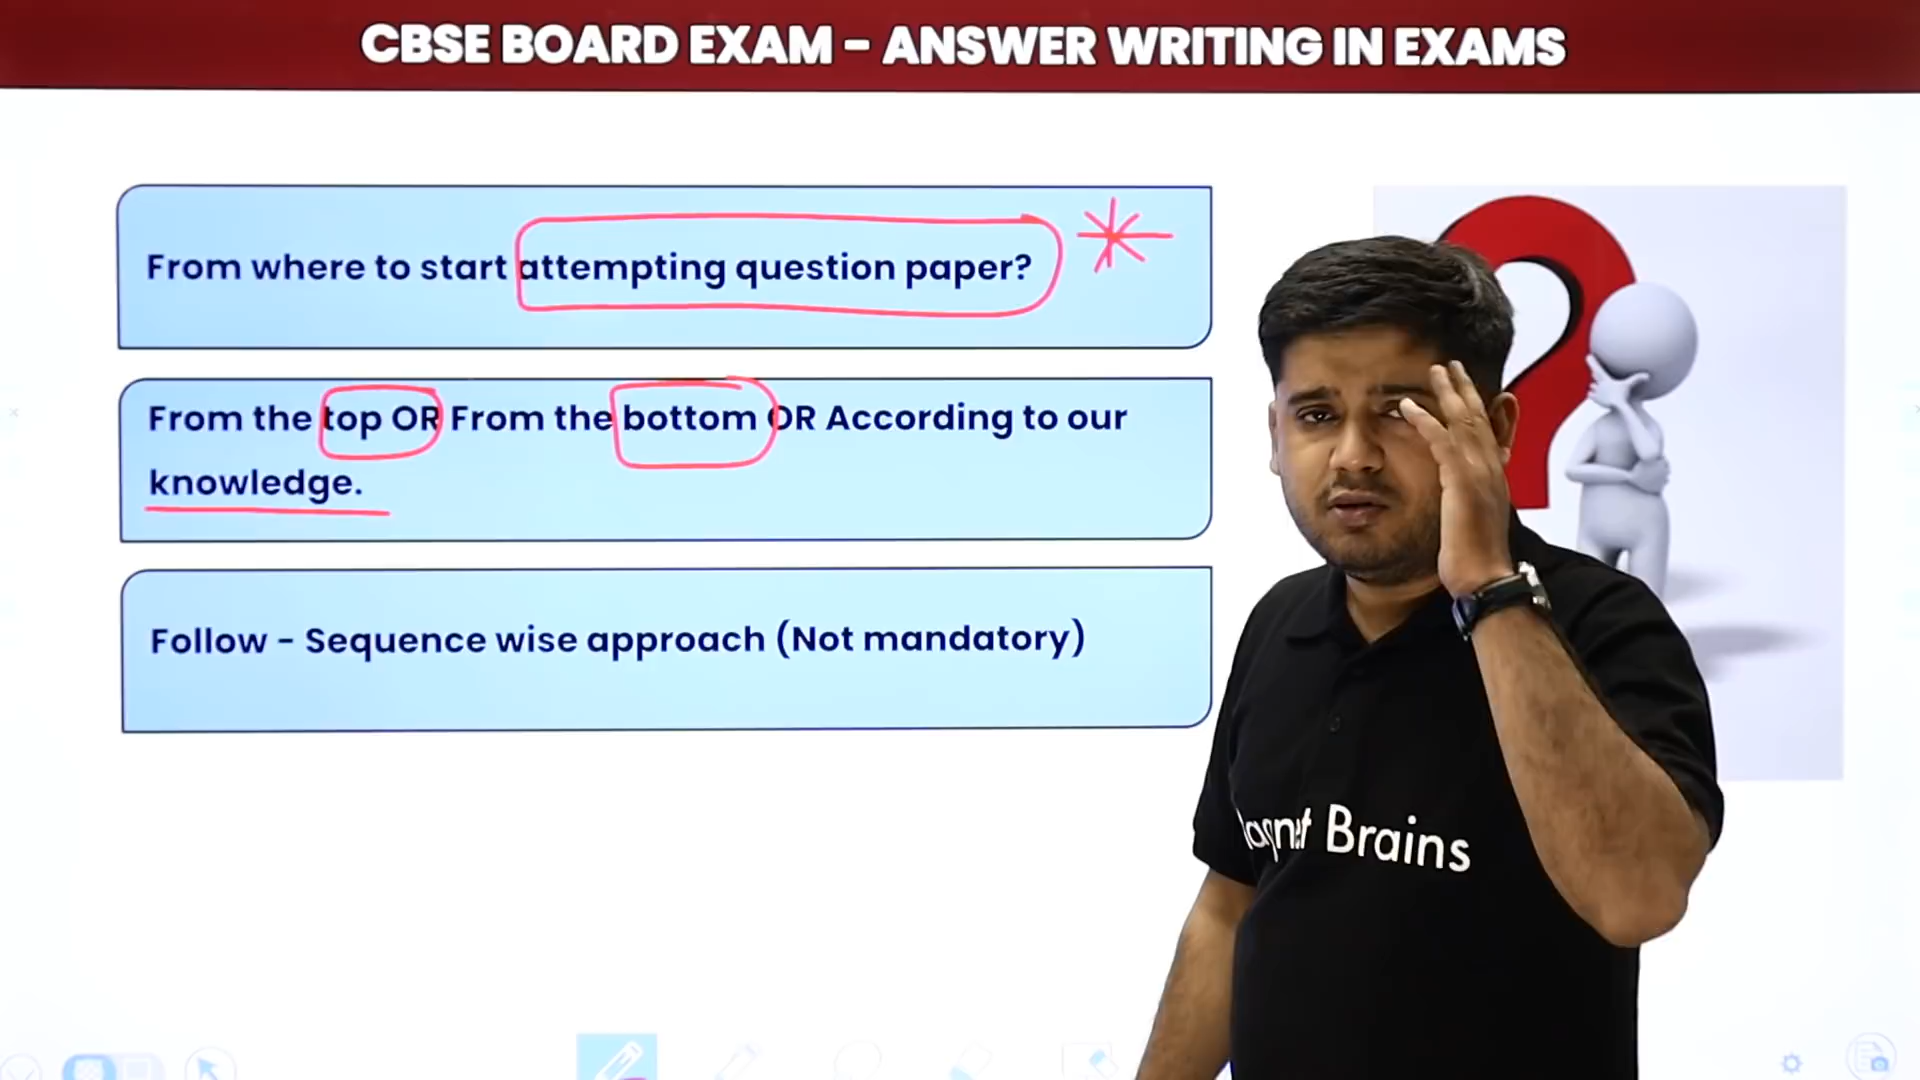 CBSE BOARD EXAM - ANSWER WRITING IN EXAMS
From where to start attempting question paper?
From the top OR From the bottom OR According to our
knowledge.
Follow - Sequence wise approach (Not mandatory)
Brains